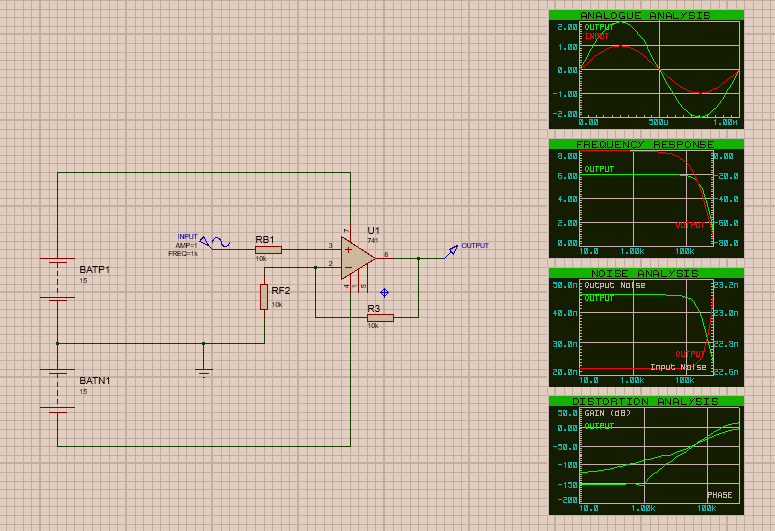 INPUT
AMP=1
FREQ=1k
RB1
10k
3
2
7
6
4
1
5
U1
741
OUTPUT
BATP1
15
RF2
10k
R3
10k
BATN1
15
ANALOGUE ANALYSIS
2.00
1.00
0.00
-1.00
-2.00
OUTPUT
INPUT
0.00
500u
1.00m
FREQUENCY RESPONSE
8.00
6.00
4.00
2.00
0.00
OUTPUT
OUTPUT
0.00
-20.0
-40.0
-60.0
-80.0
10.0
1.00k
100k
NOISE ANALYSIS
50.0n
40.0n
30.0n
20.0n
Output Noise
OUTPUT
OUTPUT
Input Noise
23.2n
23.0n
22.8n
22.6n
10.0
1.00k
100k
DISTORTION ANALYSIS
50.0
0.00
-50.0
-100
-150
-200
GAIN (dB)
OUTPUT
PHASE
10.0
1.00k
100k